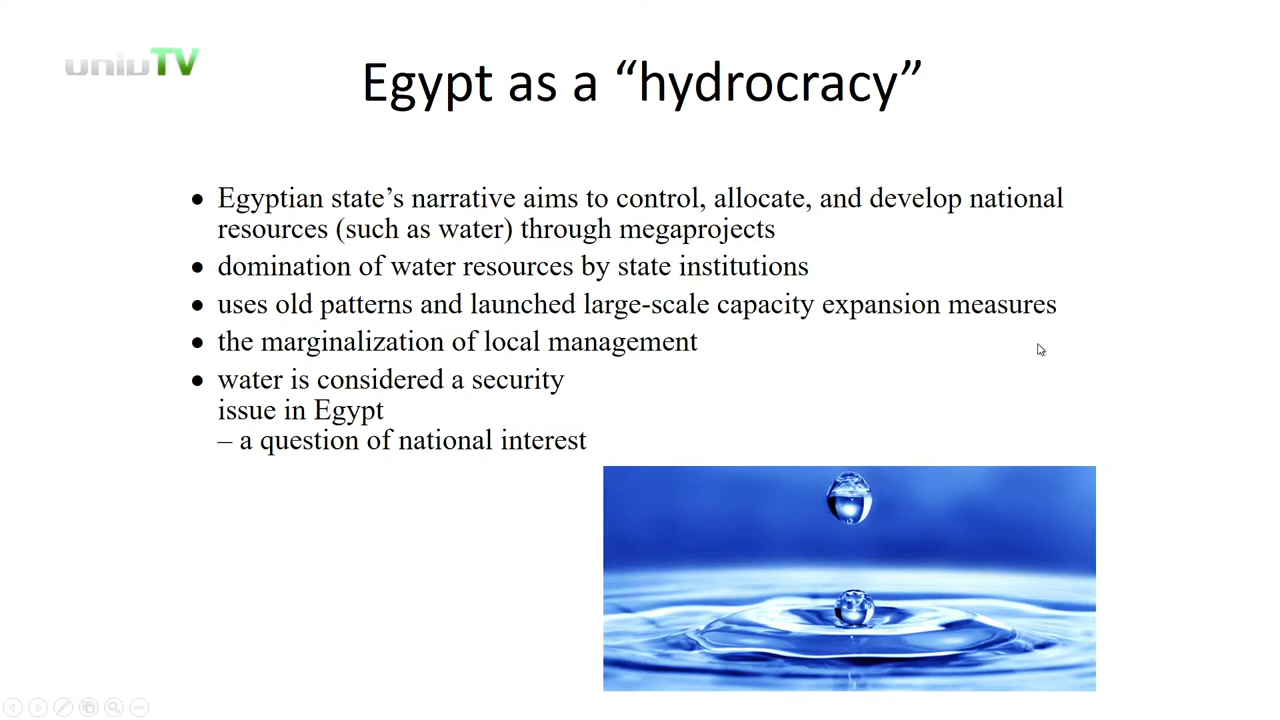 uniuTV
Egypt as a “hydrocracy”
• Egyptian state’s narrative aims to control, allocate, and develop national
resources (such as water) through megaprojects
• domination of water resources by state institutions
• uses old patterns and launched large-scale capacity expansion measures
• the marginalization of local management
• water is considered a security
issue in Egypt
– a question of national interest